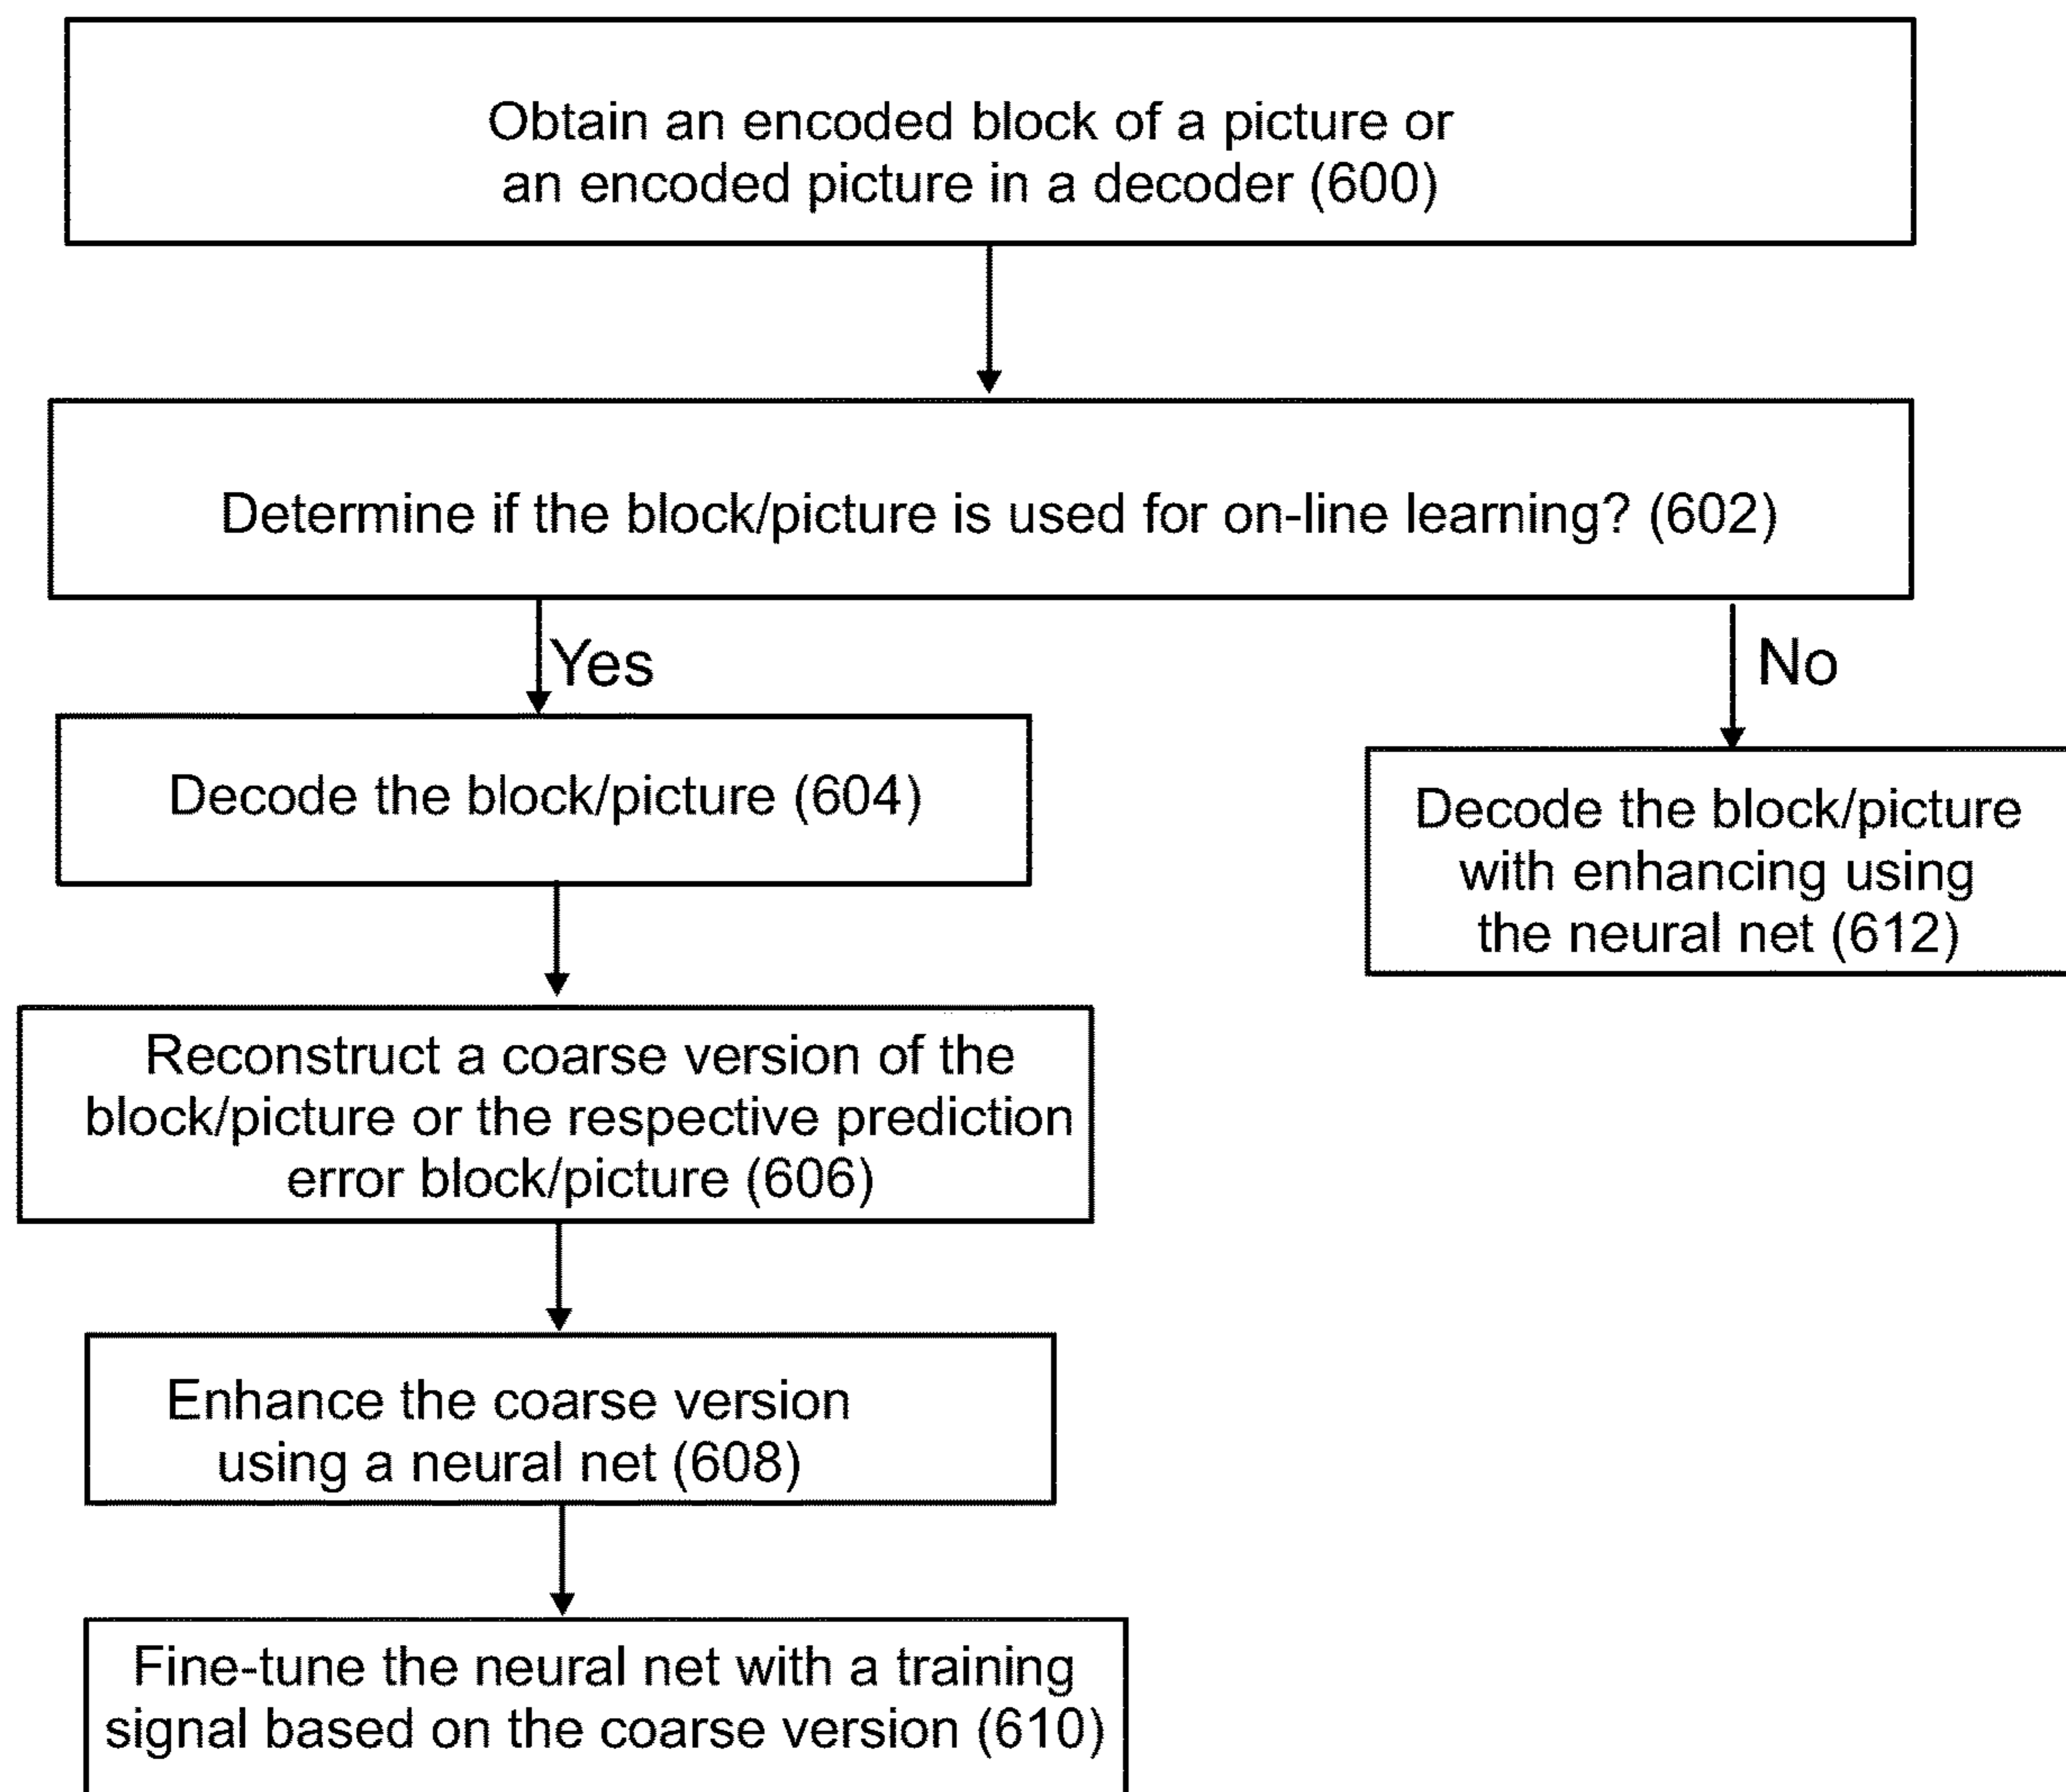 Obtain an encoded block of a picture or
an encoded picture in a decoder (600)
Determine if the block/picture is used for on-line learning? (602)
Yes
No
Decode the block/picture (604)
Decode the block/picture
with enhancing using
the neural net (612)
Reconstruct a coarse version of the
block/picture or the respective prediction
error block/picture (606)
Enhance the coarse version
using a neural net (608)
Fine-tune the neural net with a training
signal based on the coarse version (610)